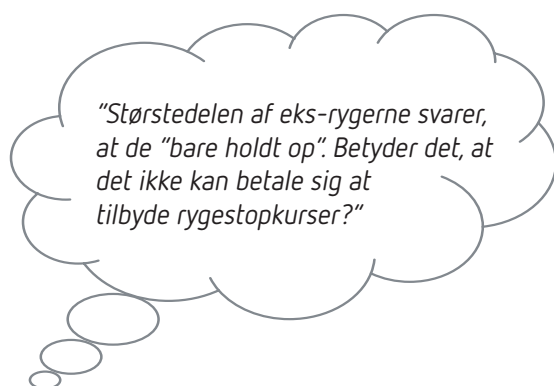 "Størstedelen af eks-rygerne svarer,
at de "bare holdt op". Betyder det, at
det ikke kan betale sig at
tilbyde rygestopkurser?"